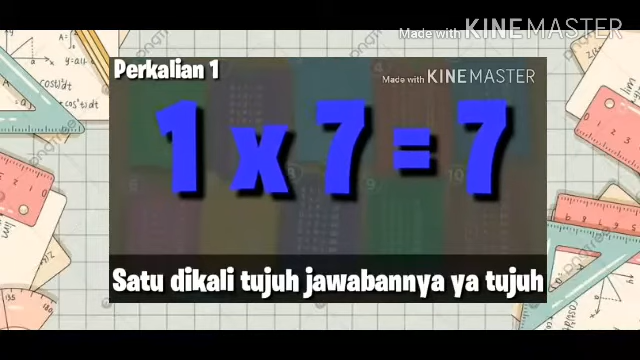 Made with KINEMASTER
Perkalian 1
Made with KINEMASTER
1 x 7 = 7
Satu dikali tujuh jawabannya ya tujuh